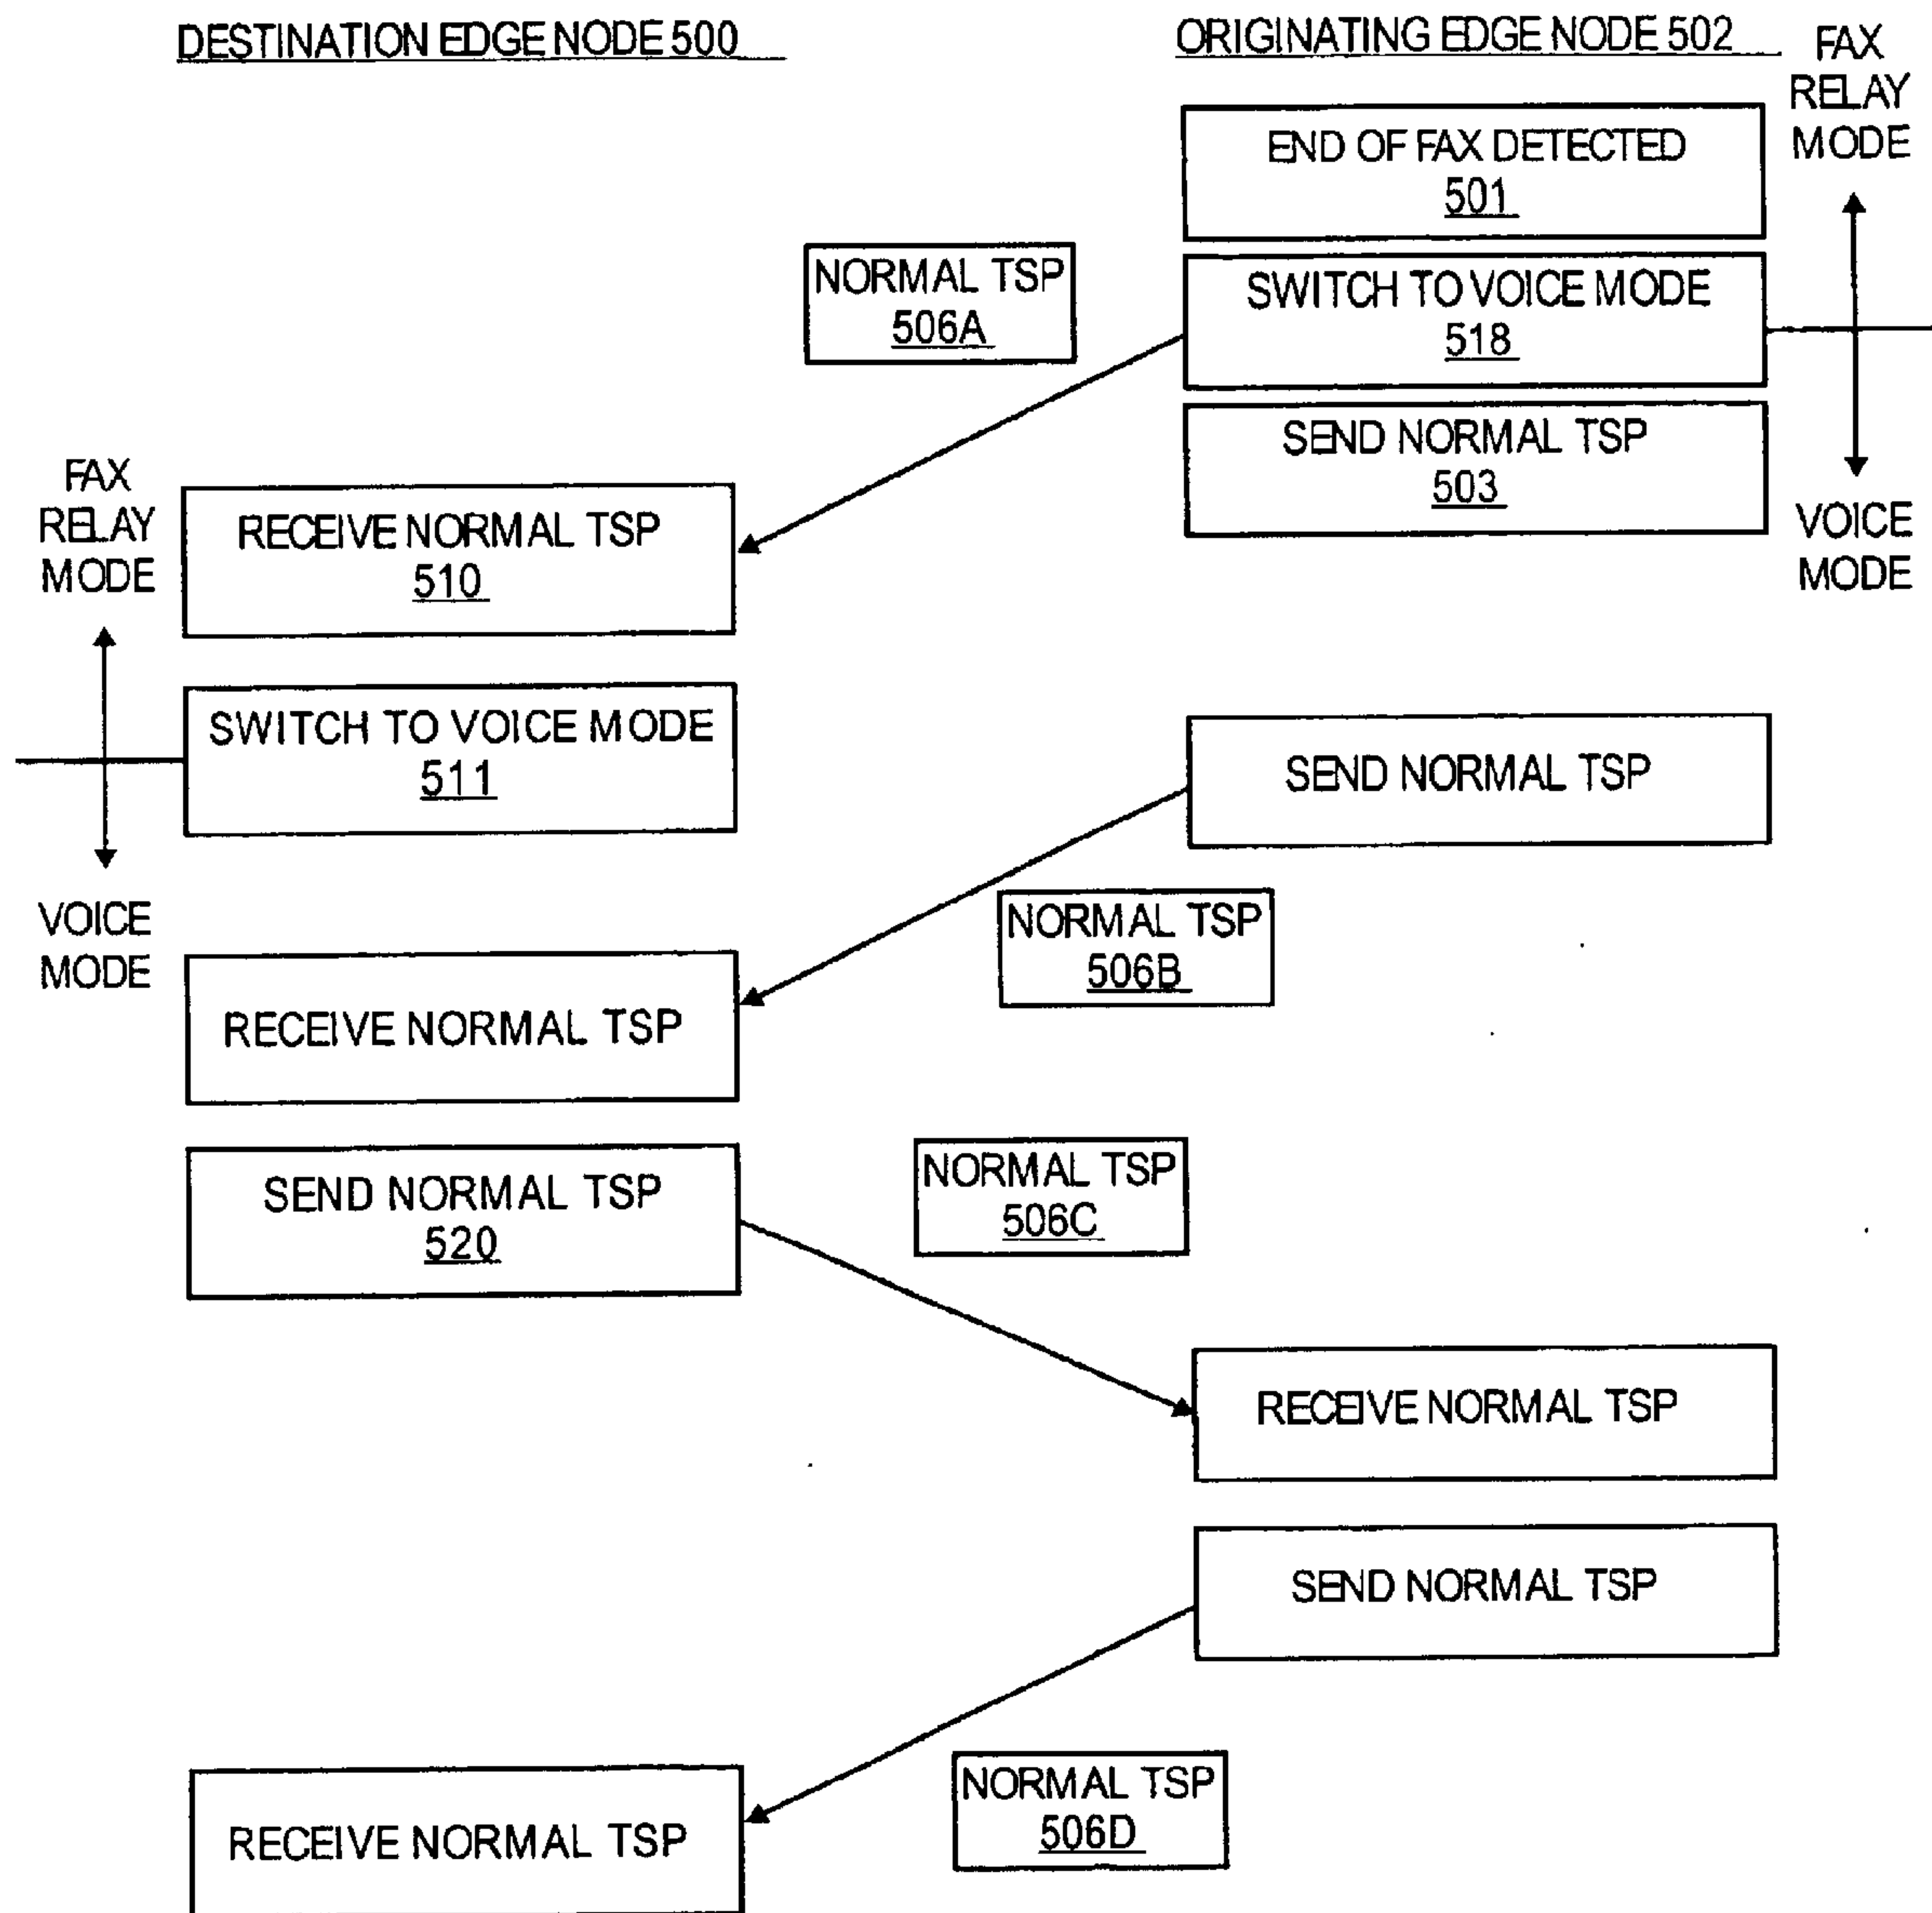 DESTINATION EDGE NODE 500
ORIGINATING EDGE NODE 502
FAX
RELAY
MODE
END OF FAX DETECTED
501
NORMAL TSP
506A
SWITCH TO VOICE MODE
518
SEND NORMAL TSP
503
VOICE
MODE
FAX
RELAY
MODE
RECEIVE NORMAL TSP
510
SWITCH TO VOICE MODE
511
SEND NORMAL TSP
VOICE
MODE
NORMAL TSP
506B
RECEIVE NORMAL TSP
SEND NORMAL TSP
520
NORMAL TSP
506C
RECEIVE NORMAL TSP
SEND NORMAL TSP
NORMAL TSP
506D
RECEIVE NORMAL TSP